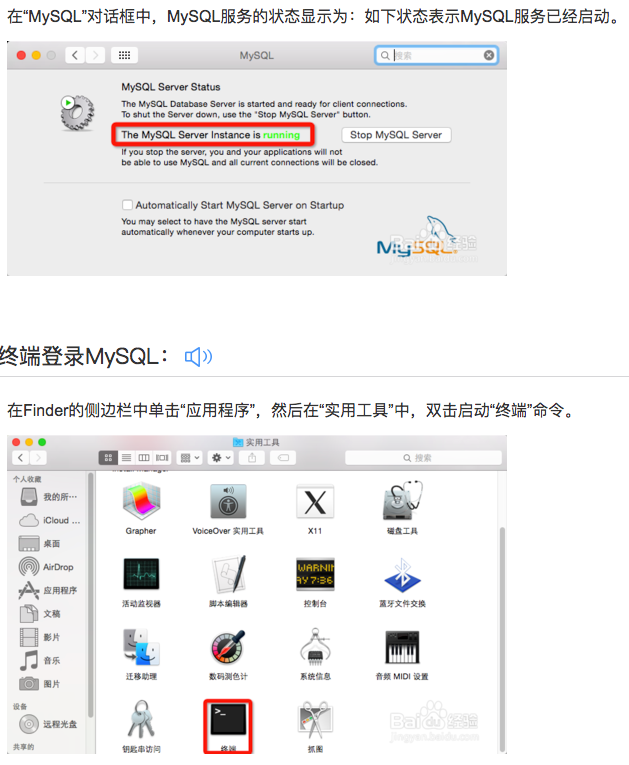 在“MySQL”对话框中，MySQL服务的状态显示为：如下状态表示MySQL服务已经启动。
MySQL
搜索
MySQL Server Status
The MySQL Database Server is started and ready for client connections.
To shut the Server down, use the "Stop MySQL Server" button.
The MySQL Server Instance is running
Stop MySQL Server
If you stop the server, you and your applications will not
be able to use MySQL and all current connections will be closed.
Automatically Start MySQL Server on Startup
You may select to have the MySQL server start
automatically whenever your computer starts up.
MySQL
Baidu 经验
jingyan.baidu.com
终端登录MySQL：
在Finder的侧边栏中单击“应用程序”，然后在“实用工具”中，双击启动“终端”命令。
实用工具
搜索
个人收藏
我的所…
iCloud …
桌面
AirDrop
应用程序
文稿
影片
音乐
图片
设备
远程光盘
共享的
Grapher
VoiceOver 实用工具
X11
磁盘工具
WARNIN
AY 7:36
活动监视器
脚本编辑器
控制台
蓝牙文件交换
迁移助理
数码测色计
系统信息
音频 MIDI 设置
钥匙串访问
终端
抓图
Baidu 经验
jingyan.baidu.com